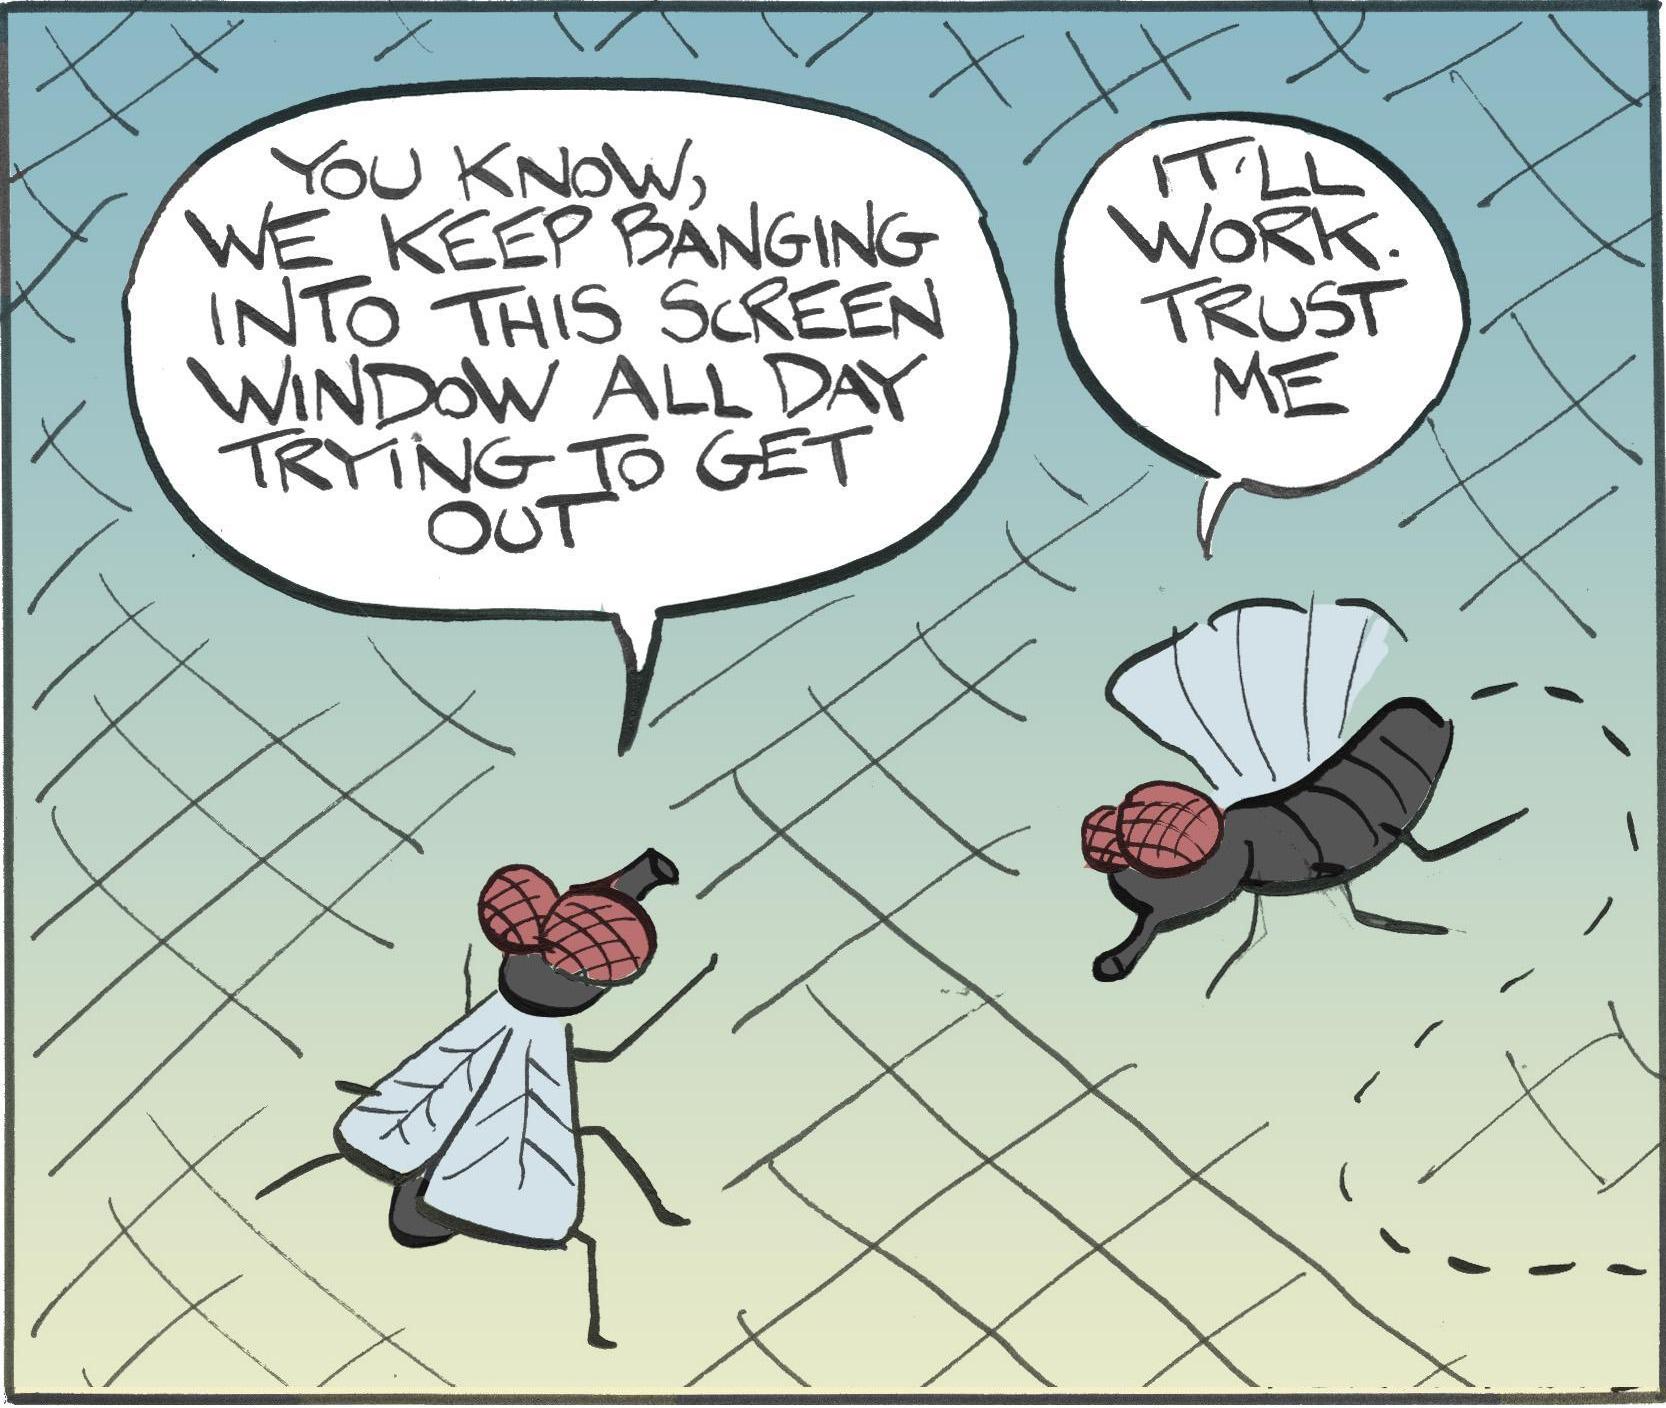 YOU KNOW,
WE KEEP BANGING
INTO THIS SCREEN
WINDOW ALL DAY
TRYING TO GET
OUT
IT'LL
WORK.
TRUST
ME